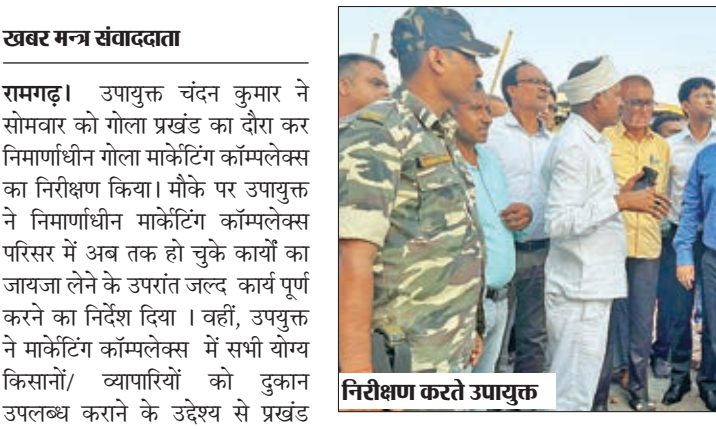 खबर मन्त्र संवाददाता
रामगढ़। उपायुक्त चंदन कुमार ने
सोमवार को गोला प्रखंड का दौरा कर
निमार्णाधीन गोला मार्केटिंग कॉम्पलेक्स
का निरीक्षण किया। मौके पर उपायुक्त
ने निमार्णाधीन मार्केटिंग कॉम्पलेक्स
परिसर में अब तक हो चुके कार्यों का
जायजा लेने के उपरांत जल्द कार्य पूर्ण
करने का निर्देश दिया । वहीं, उपयुक्त
ने मार्केटिंग कॉम्पलेक्स में सभी योग्य
किसानों/ व्यापारियों को दुकान
उपलब्ध कराने के उद्देश्य से प्रखंड
निरीक्षण करते उपायुक्त